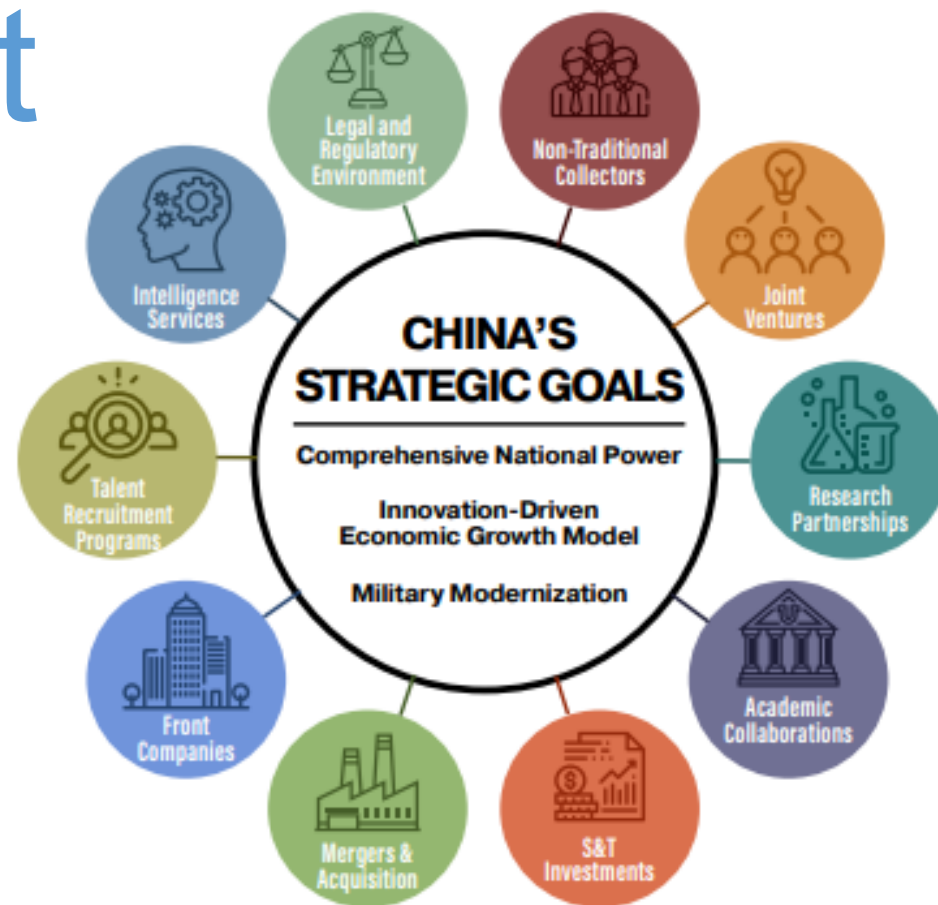 t
CHINA'S
STRATEGIC GOALS
Comprehensive National Power
Innovation-Driven
Economic Growth Model
Military Modernization
Legal and
Regulatory
Environment
Non-Traditional
Collectors
Joint
Ventures
Research
Partnerships
Academic
Collaborations
S&T
Investments
Mergers &
Acquisition
Front
Companies
Talent
Recruitment
Programs
Intelligence
Services